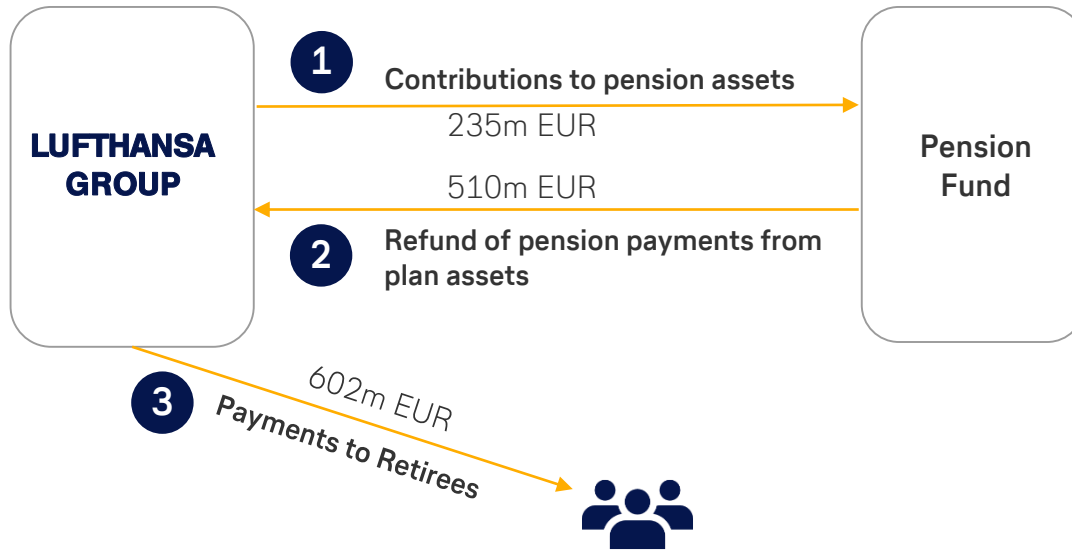 1
Contributions to pension assets
235m EUR
LUFTHANSA
GROUP
Pension
Fund
510m EUR
2
Refund of pension payments from
plan assets
602m EUR
3
Payments to Retirees